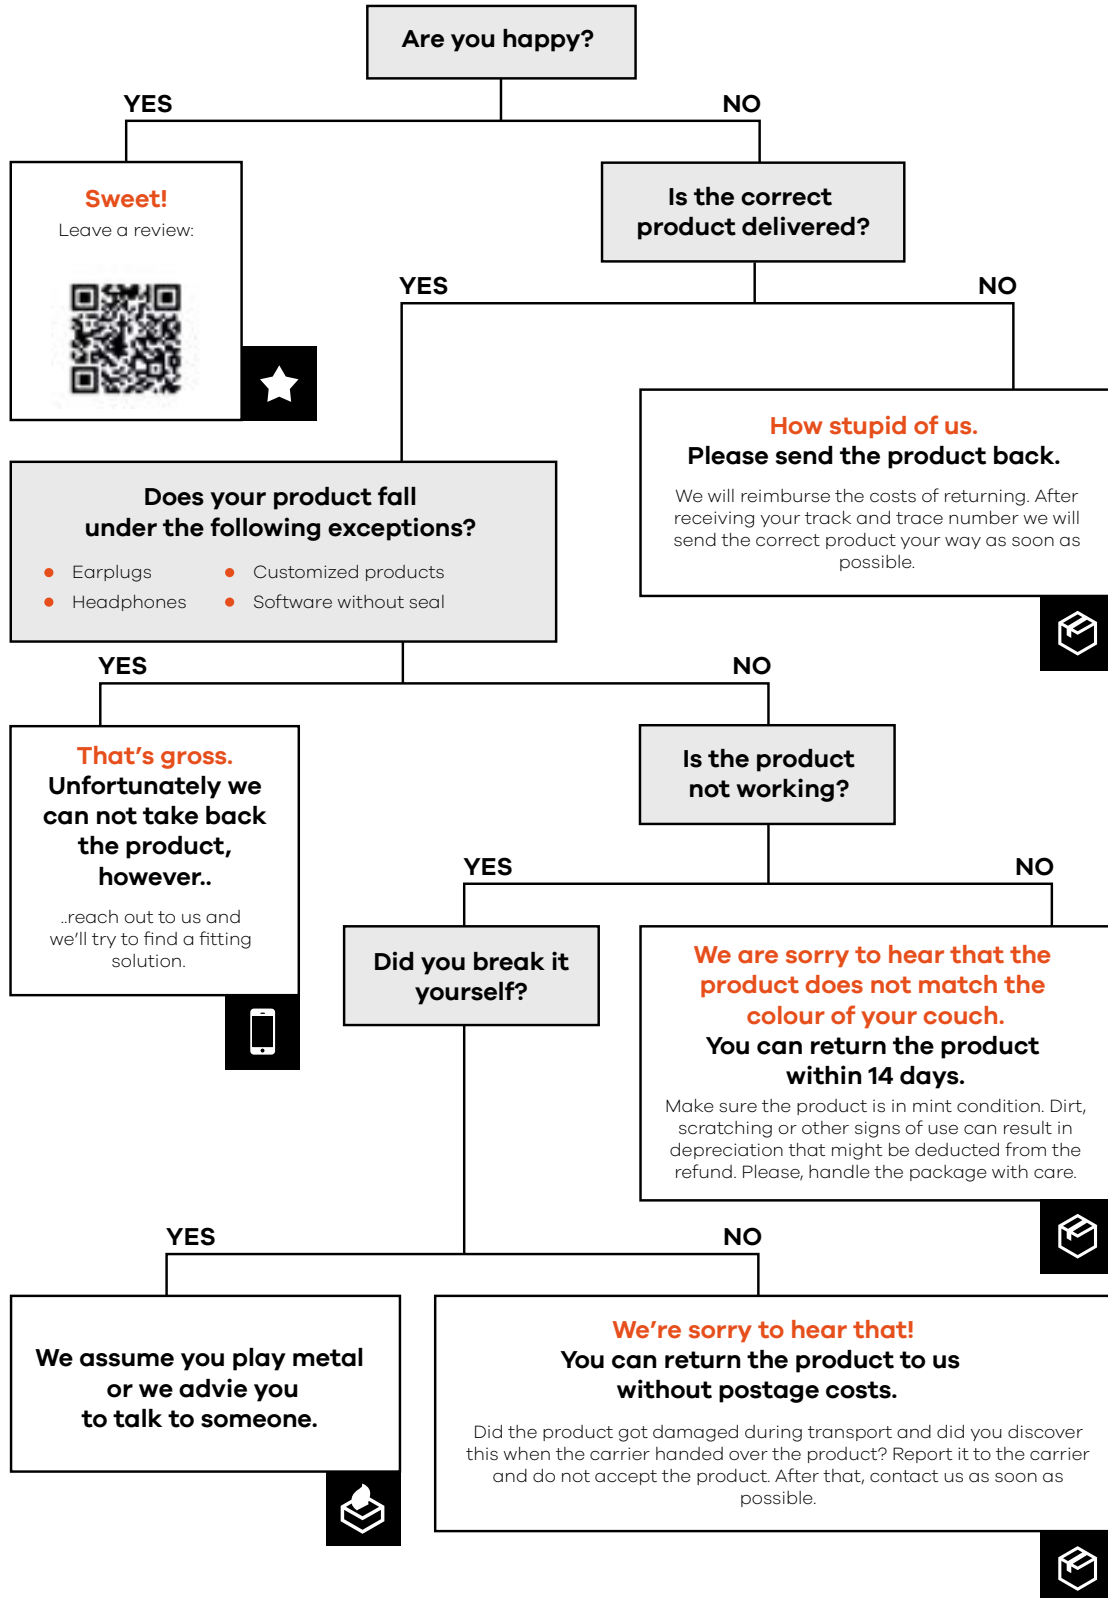 Are you happy?
YES
NO
Sweet!
Leave a review:
Is the correct
product delivered?
YES
NO
How stupid of us.
Please send the product back.
We will reimburse the costs of returning. After
receiving your track and trace number we will
send the correct product your way as soon as
possible.
Does your product fall
under the following exceptions?
Earplugs
Customized products
Headphones
Software without seal
YES
NO
That's gross.
Unfortunately we
can not take back
the product,
however..
..reach out to us and
we'll try to find a fitting
solution.
Is the product
not working?
YES
NO
Did you break it
yourself?
We are sorry to hear that the
product does not match the
colour of your couch.
You can return the product
within 14 days.
Make sure the product is in mint condition. Dirt,
scratching or other signs of use can result in
depreciation that might be deducted from the
refund. Please, handle the package with care.
YES
NO
We assume you play metal
or we advie you
to talk to someone.
We're sorry to hear that!
You can return the product to us
without postage costs.
Did the product got damaged during transport and did you discover
this when the carrier handed over the product? Report it to the carrier
and do not accept the product. After that, contact us as soon as
possible.